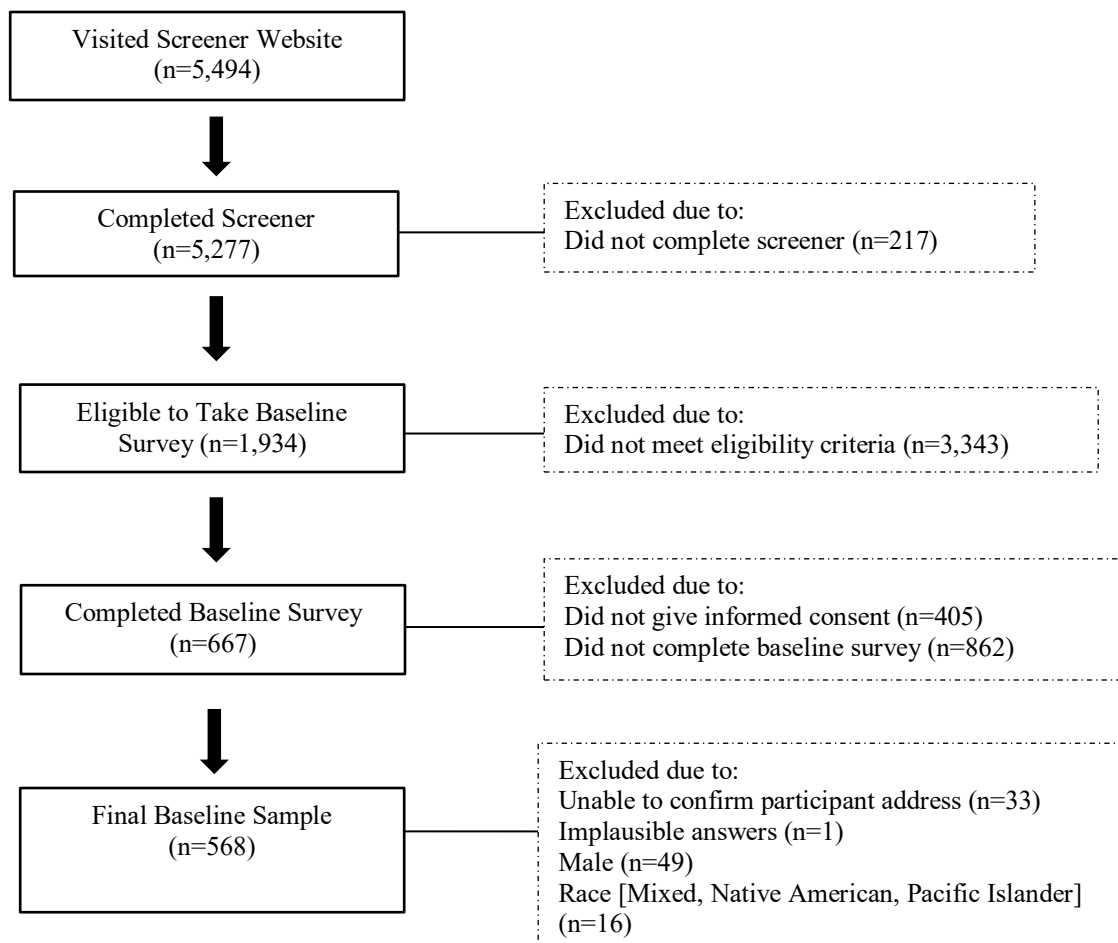 Visited Screener Website
(n=5,494)
Completed Screener
(n=5,277)
Excluded due to:
Did not complete screener (n=217)
Eligible to Take Baseline
Survey (n=1,934)
Excluded due to:
Did not meet eligibility criteria (n=3,343)
Completed Baseline Survey
(n=667)
Excluded due to:
Did not give informed consent (n=405)
Did not complete baseline survey (n=862)
Final Baseline Sample
(n=568)
Excluded due to:
Unable to confirm participant address (n=33)
Implausible answers (n=1)
Male (n=49)
Race [Mixed, Native American, Pacific Islander]
(n=16)